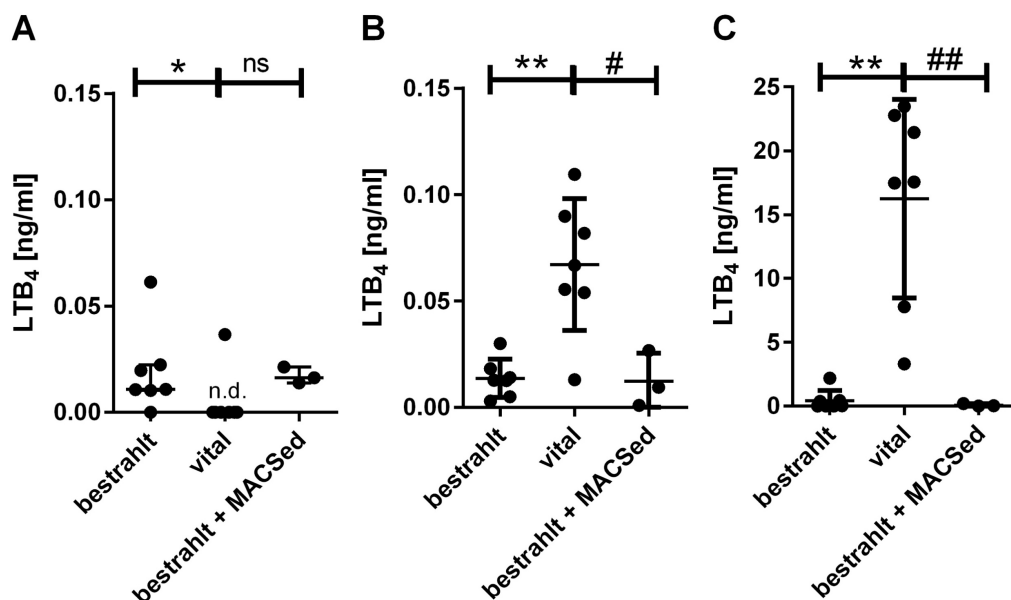 A
* ns
LTB4 [ng/ml]
0.15
0.10
0.05
0.00
n.d.
bestrahlt
vital
bestrahlt + MACSed
B
** #
LTB4 [ng/ml]
0.15
0.10
0.05
0.00
bestrahlt
vital
bestrahlt + MACSed
C
** ##
LTB4 [ng/ml]
25
20
15
10
5
0
bestrahlt
vital
bestrahlt + MACSed